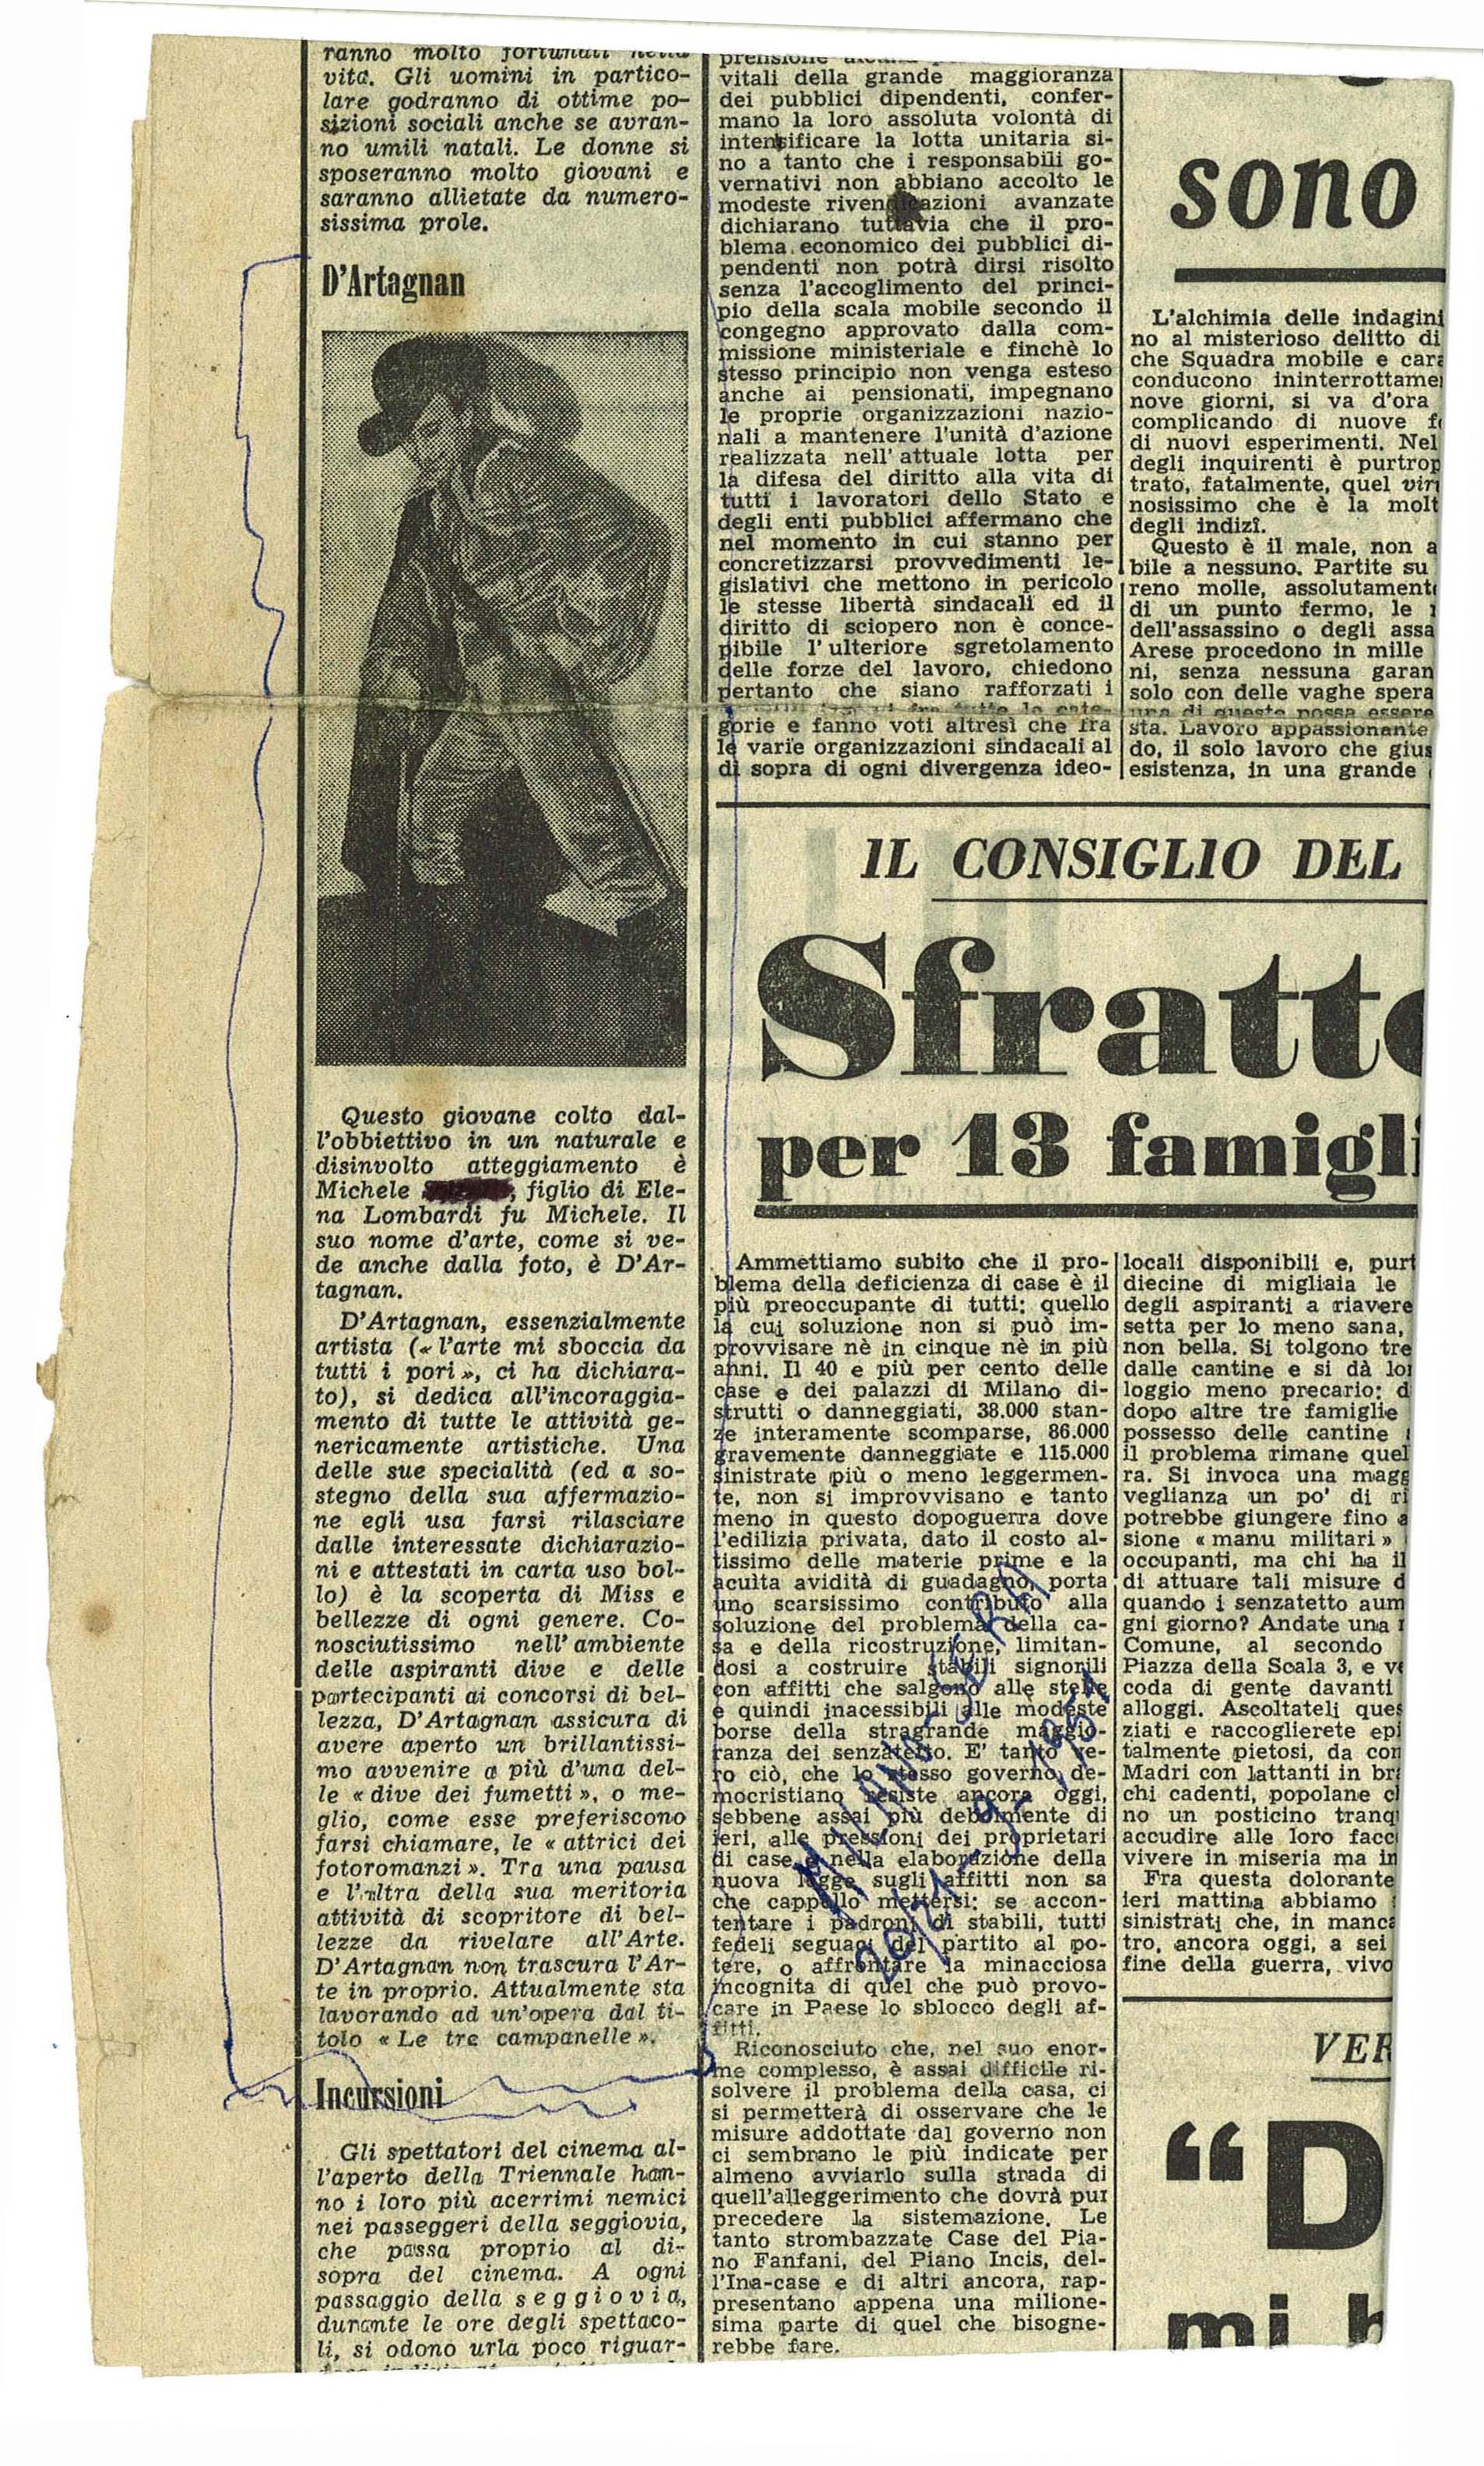 ranno molto fortunati nella
vita. Gli uomini in partico-
lare godranno di ottime po-
sizioni sociali anche se avran-
no umili natali. Le donne si
sposeranno molto giovani e
saranno allietate da numero-
sissima prole.
D'Artagnan
Questo giovane colto dal-
l'obbiettivo in un naturale e
disinvolto atteggiamento è
Michele , figlio di Ele-
na Lombardi fu Michele. Il
suo nome d'arte, come si ve-
de anche dalla foto, è D'Ar-
tagnan.
D'Artagnan, essenzialmente
artista (« l'arte mi sboccia da
tutti i pori », ci ha dichiara-
to), si dedica all'incoraggia-
mento di tutte le attività ge-
nericamente artistiche. Una
delle sue specialità (ed a so-
stegno della sua affermazio-
ne egli usa farsi rilasciare
dalle interessate dichiarazio-
ni e attestati in carta uso bol-
lo) è la scoperta di Miss e
bellezze di ogni genere. Co-
nosciutissimo nell'ambiente
delle aspiranti dive e delle
partecipanti ai concorsi di bel-
lezza, D'Artagnan assicura di
avere aperto un brillantissi-
mo avvenire a più d'una del-
le « dive dei fumetti », o me-
glio, come esse preferiscono
farsi chiamare, le « attrici dei
fotoromanzi ». Tra una pausa
e l'altra della sua meritoria
attività di scopritore di bel-
lezze da rivelare all'Arte.
D'Artagnan non trascura l'Ar-
te in proprio. Attualmente sta
lavorando ad un'opera dal ti-
tolo « Le tre campanelle ».
Incursioni
Gli spettatori del cinema al-
l'aperto della Triennale han-
no i loro più acerrimi nemici
nei passeggeri della seggiovia,
che passa proprio al di-
sopra del cinema. A ogni
passaggio della seggiovia,
durante le ore degli spettaco-
li, si odono urla poco riguar-
vitali della grande maggioranza
dei pubblici dipendenti, confer-
mano la loro assoluta volontà di
intensificare la lotta unitaria si-
no a tanto che i responsabili go-
vernativi non abbiano accolto le
modeste rivendicazioni avanzate
dichiarano tuttavia che il pro-
blema economico dei pubblici di-
pendenti non potrà dirsi risolto
senza l'accoglimento del princi-
pio della scala mobile secondo il
congegno approvato dalla com-
missione ministeriale e finchè lo
stesso principio non venga esteso
anche ai pensionati, impegnano
le proprie organizzazioni nazio-
nali a mantenere l'unità d'azione
realizzata nell'attuale lotta per
la difesa del diritto alla vita di
tutti i lavoratori dello Stato e
degli enti pubblici affermano che
nel momento in cui stanno per
concretizzarsi provvedimenti le-
gislativi che mettono in pericolo
le stesse libertà sindacali ed il
diritto di sciopero non è conce-
pibile l'ulteriore sgretolamento
delle forze del lavoro, chiedono
pertanto che siano rafforzati i
fra tutte le cate-
gorie e fanno voti altresì che fra
le varie organizzazioni sindacali al
di sopra di ogni divergenza ideo-
sono
L'alchimia delle indagini
no al misterioso delitto di
che Squadra mobile e cara
conducono ininterrottame
nove giorni, si va d'ora
complicando di nuove f
di nuovi esperimenti. Nel
degli inquirenti è purtrop
trato, fatalmente, quel vir
nosissimo che è la molt
degli indizî.
Questo è il male, non a
bile a nessuno. Partite su
reno molle, assolutament
di un punto fermo, le
dell'assassino o degli assa
Arese procedono in mille
ni, senza nessuna garan
solo con delle vaghe spera
una di queste possa essere
sta. Lavoro appassionante
do, il solo lavoro che gius
esistenza, in una grande
IL CONSIGLIO DEL
Sfratto
per 13 famigli
Ammettiamo subito che il pro-
blema della deficienza di case è il
più preoccupante di tutti: quello
la cui soluzione non si può im-
provvisare nè in cinque nè in più
anni. Il 40 e più per cento delle
case e dei palazzi di Milano di-
strutti o danneggiati, 38.000 stan-
ze interamente scomparse, 86.000
gravemente danneggiate e 115.000
sinistrate più o meno leggermen-
te, non si improvvisano e tanto
meno in questo dopoguerra dove
l'edilizia privata, dato il costo al-
tissimo delle materie prime e la
acuita avidità di guadagno, porta
uno scarsissimo contributo alla
soluzione del problema della ca-
sa e della ricostruzione, limitan-
dosi a costruire stabili signorili
con affitti che salgono alle stelle
e quindi inacessibili alle modeste
borse della stragrande maggio-
ranza dei senzatetto. E' tanto ve-
ro ciò, che lo stesso governo de-
mocristiano resiste ancora oggi,
sebbene assai più debolmente di
ieri, alle pressioni dei proprietari
di case e nella elaborazione della
nuova legge sugli affitti non sa
che cappello mettersi: se accon-
tentare i padroni di stabili, tutti
fedeli seguaci del partito al po-
tere, o affrontare la minacciosa
incognita di quel che può provo-
care in Paese lo sblocco degli af-
fitti.
Riconosciuto che, nel suo enor-
me complesso, è assai difficile ri-
solvere il problema della casa, ci
si permetterà di osservare che le
misure addottate dal governo non
ci sembrano le più indicate per
almeno avviarlo sulla strada di
quell'alleggerimento che dovrà pur
precedere la sistemazione. Le
tanto strombazzate Case del Pia-
no Fanfani, del Piano Incis, del-
l'Ina-case e di altri ancora, rap-
presentano appena una milione-
sima parte di quel che bisogne-
rebbe fare.
MILANO-SERA
1951
locali disponibili e, purt
diecine di migliaia le
degli aspiranti a riavere
setta per lo meno sana,
non bella. Si tolgono tre
dalle cantine e si dà lor
loggio meno precario: d
dopo altre tre famiglie
possesso delle cantine
il problema rimane quel
ra. Si invoca una magg
veglianza un po' di ri
potrebbe giungere fino a
sione « manu militari »
occupanti, ma chi ha il
di attuare tali misure d
quando i senzatetto aum
gni giorno? Andate una
Comune, al secondo
Piazza della Scala 3, e ve
coda di gente davanti
alloggi. Ascoltateli ques
ziati e raccoglierete epi
talmente pietosi, da com
Madri con lattanti in bra
chi cadenti, popolane c
no un posticino tranq
accudire alle loro facc
vivere in miseria ma in
Fra questa dolorante
ieri mattina abbiamo
sinistrati che, in manca
tro, ancora oggi, a sei
fine della guerra, vivo
VER
“D
mi h